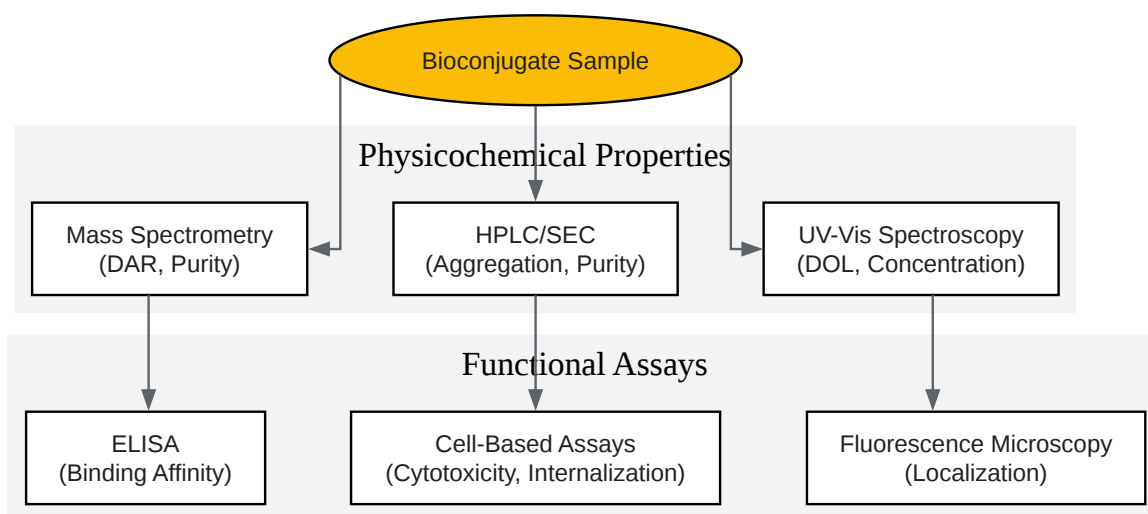 Bioconjugate Sample
Physicochemical Properties
Mass Spectrometry
(DAR, Purity)
HPLC/SEC
(Aggregation, Purity)
UV-Vis Spectroscopy
(DOL, Concentration)
Functional Assays
ELISA
(Binding Affinity)
Cell-Based Assays
(Cytotoxicity, Internalization)
Fluorescence Microscopy
(Localization)